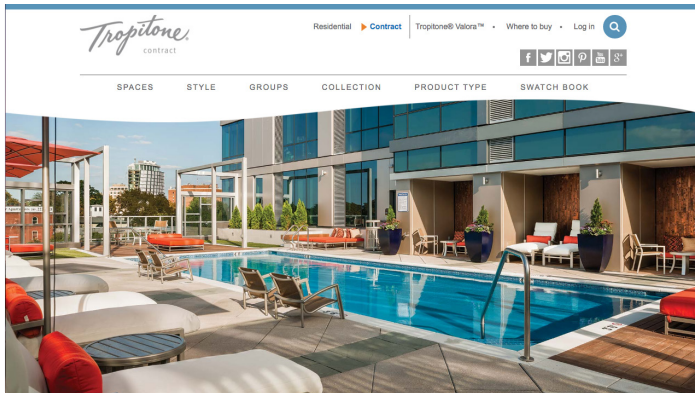 Tropitone®
contract
Residential Contract Tropitone® Valora™ Where to buy Log in
SPACES STYLE GROUPS COLLECTION PRODUCT TYPE SWATCH BOOK